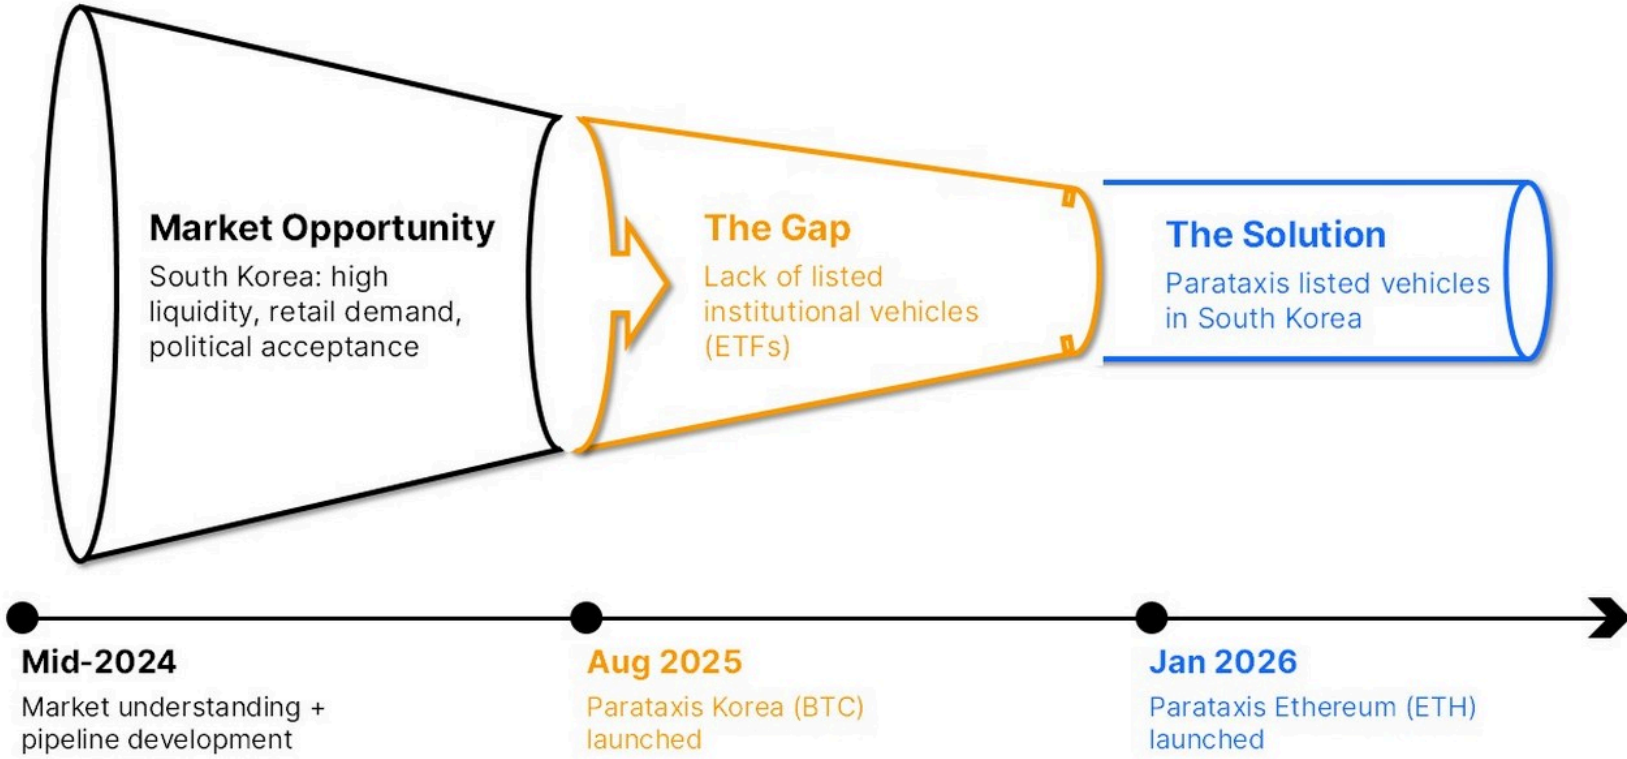 Market Opportunity
South Korea: high
liquidity, retail demand,
political acceptance
The Gap
Lack of listed
institutional vehicles
(ETFs)
The Solution
Parataxis listed vehicles
in South Korea
Mid-2024
Market understanding +
pipeline development
Aug 2025
Parataxis Korea (BTC)
launched
Jan 2026
Parataxis Ethereum (ETH)
launched